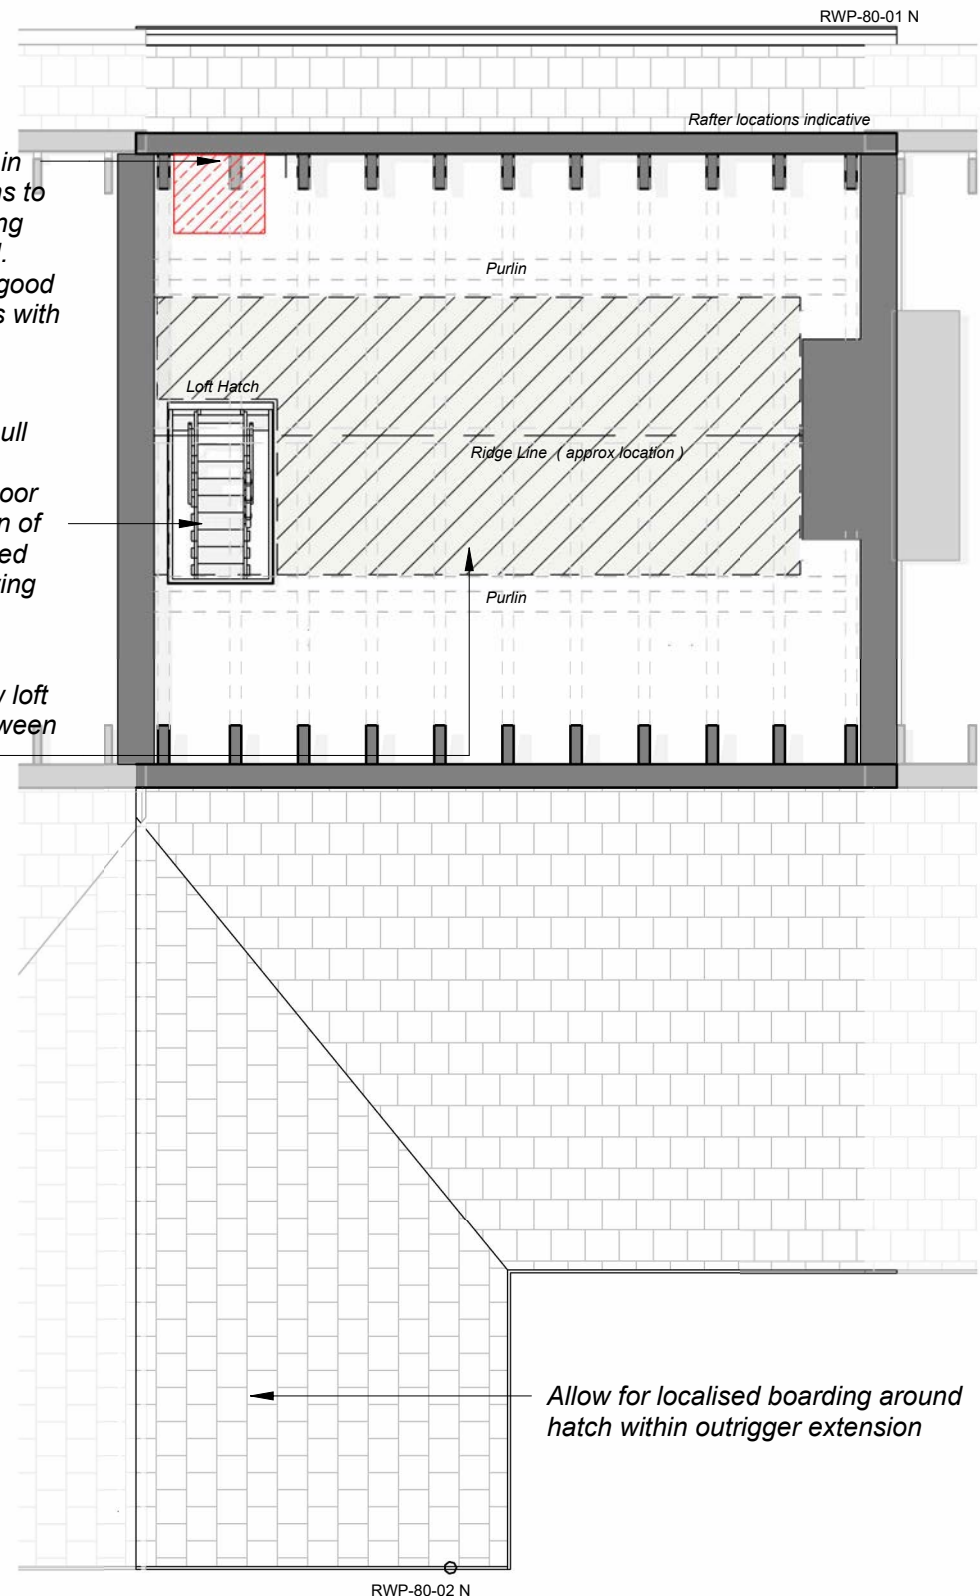 RWP-80-01 N
Rafter locations indicative
in
s to
ng
.
good
s with
Purlin
Loft Hatch
ull
Ridge Line ( approx location )
oor
n of
ed
ing
Purlin
loft
ween
Allow for localised boarding around
hatch within outrigger extension
RWP-80-02 N